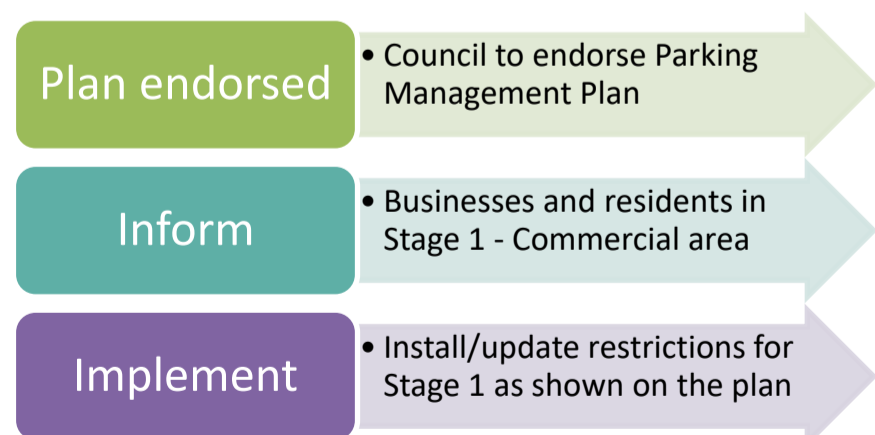 Plan endorsed
• Council to endorse Parking
Management Plan
Inform
• Businesses and residents in
Stage 1 - Commercial area
Implement
• Install/update restrictions for
Stage 1 as shown on the plan